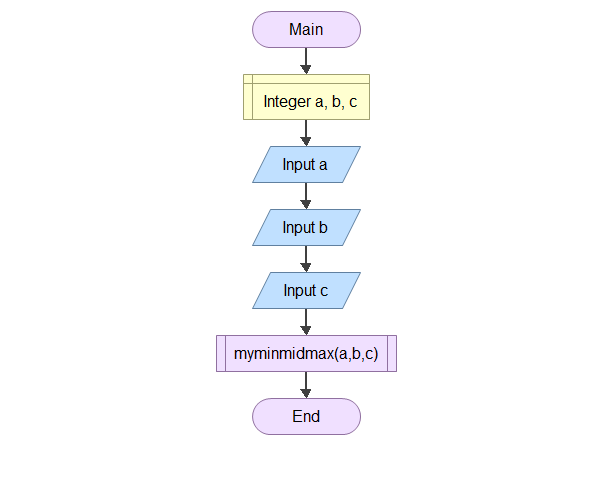 Main
Integer a, b, c
Input a
Input b
Input c
myminmidmax(a,b,c)
End